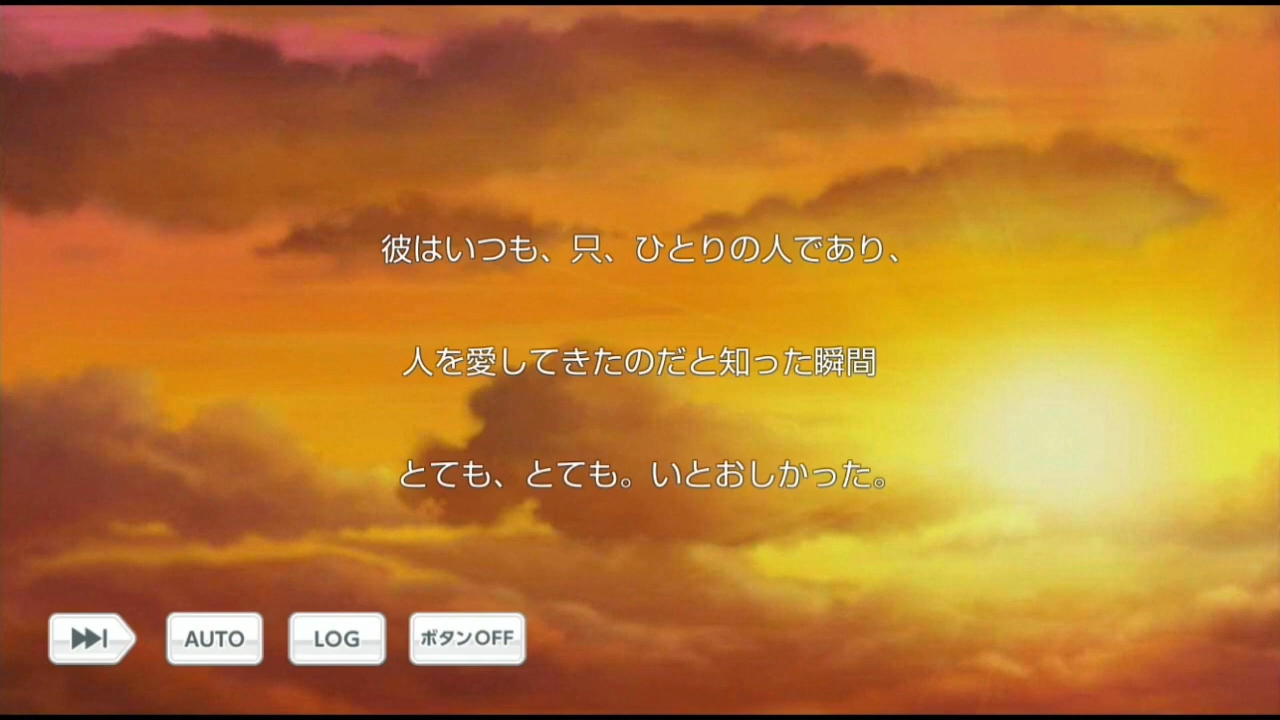 彼はいつも、只、ひとりの人であり、
人を愛してきたのだと知った瞬間
とても、とても。いとおしかった。
AUTO
LOG
ボタンOFF